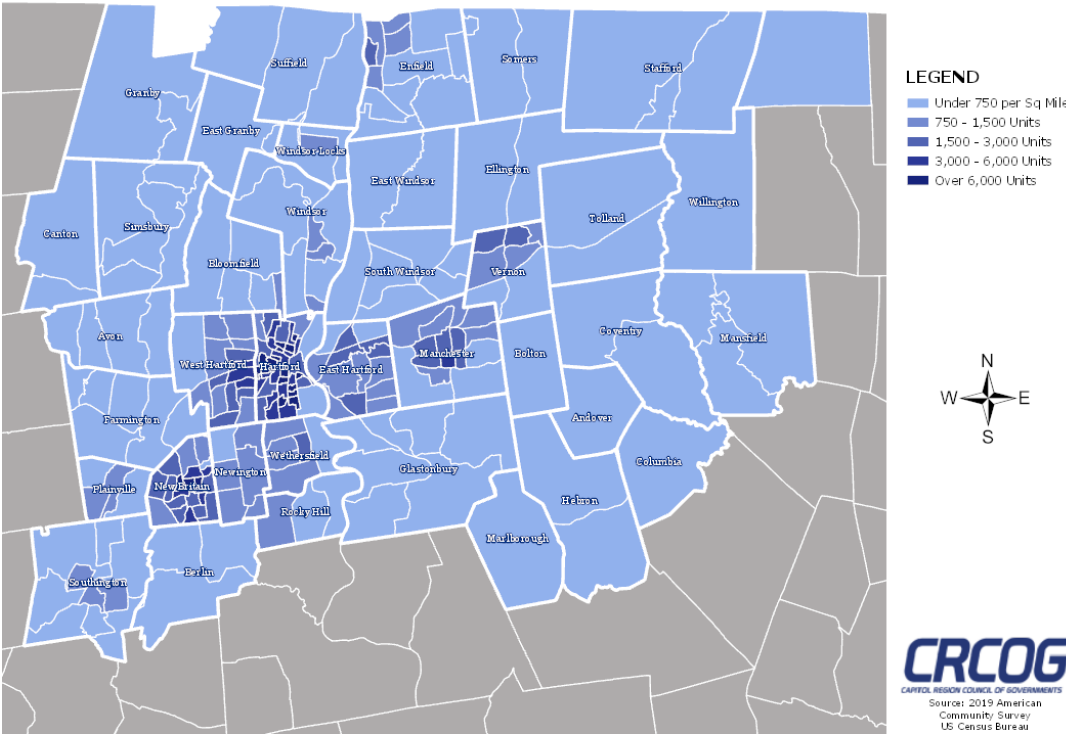 Suffield
Enfield
Somers
Stafford
Granby
East Granby
Windsor Locks
East Windsor
Ellington
Willington
Canton
Simsbury
Windsor
Tolland
Bloomfield
South Windsor
Vernon
Avon
Coventry
Mansfield
West Hartford
Hartford
East Hartford
Manchester
Bolton
Farmington
Andover
Wethersfield
Columbia
Newington
Glastonbury
Plainville
New Britain
Hebron
Rocky Hill
Marlborough
Southington
Berlin
LEGEND
Under 750 per Sq Mile
750 - 1,500 Units
1,500 - 3,000 Units
3,000 - 6,000 Units
Over 6,000 Units
N
W E
S
CRCOG
CAPITOL REGION COUNCIL OF GOVERNMENTS
Source: 2019 American
Community Survey
US Census Bureau